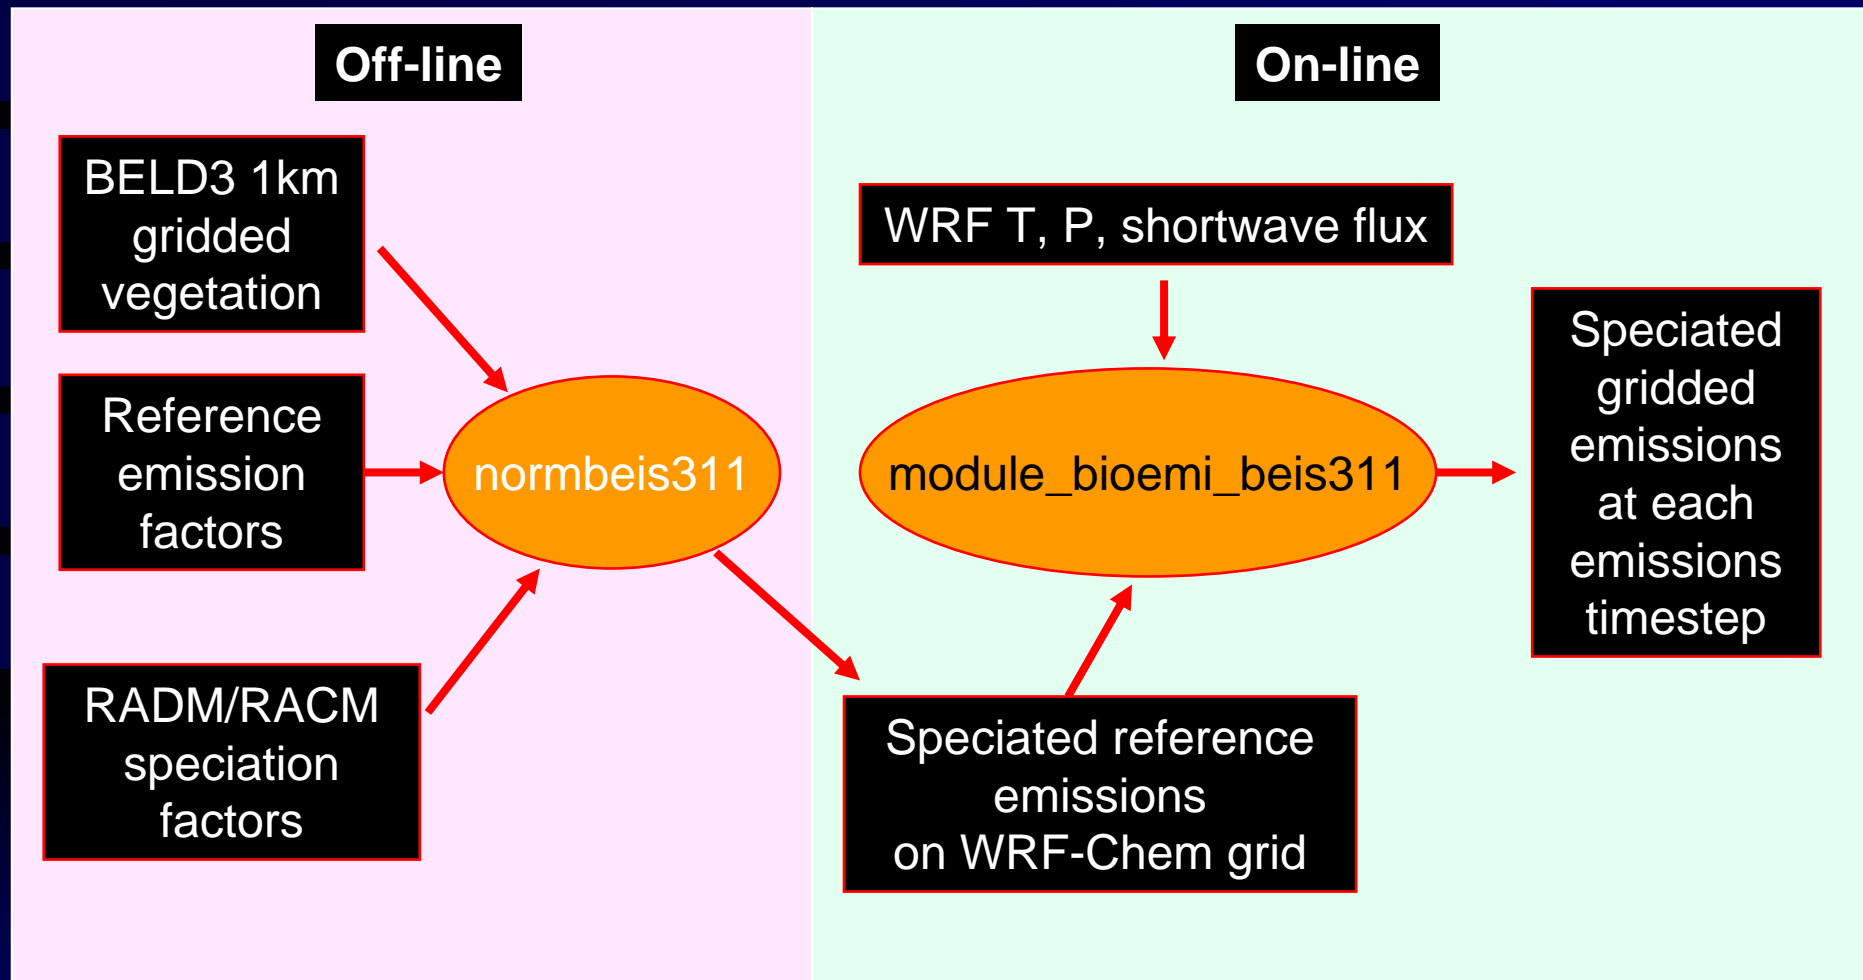 Off-line
On-line
BELD3 1km
gridded
vegetation
Reference
emission
factors
RADM/RACM
speciation
factors
normbeis311
WRF T, P, shortwave flux
module_bioemi_beis311
Speciated reference
emissions
on WRF-Chem grid
Speciated
gridded
emissions
at each
emissions
timestep